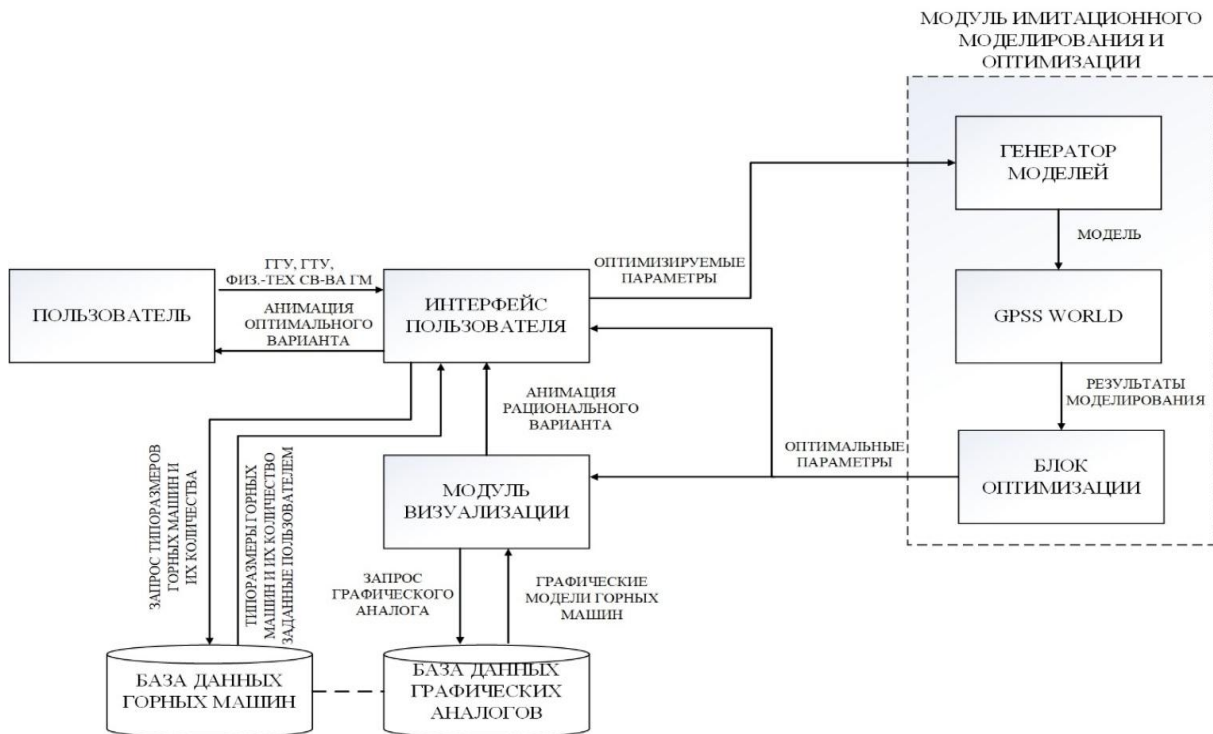 МОДУЛЬ ИМИТАЦИОННОГО
МОДЕЛИРОВАНИЯ И
ОПТИМИЗАЦИИ
ГЕНЕРАТОР
МОДЕЛЕЙ
МОДЕЛЬ
ГГУ, ГТУ,
ФИЗ.-ТЕХ СВ-ВА ГМ
ОПТИМИЗИРУЕМЫЕ
ПАРАМЕТРЫ
ПОЛЬЗОВАТЕЛЬ
ИНТЕРФЕЙС
ПОЛЬЗОВАТЕЛЯ
GPSS WORLD
АНИМАЦИЯ
ОПТИМАЛЬНОГО
ВАРИАНТА
РЕЗУЛЬТАТЫ
МОДЕЛИРОВАНИЯ
АНИМАЦИЯ
РАЦИОНАЛЬНОГО
ВАРИАНТА
ОПТИМАЛЬНЫЕ
ПАРАМЕТРЫ
БЛОК
ОПТИМИЗАЦИИ
ЗАПРОС ТИПОРАЗМЕРОВ
ГОРНЫХ МАШИН И
ИХ КОЛИЧЕСТВА
ТИПОРАЗМЕРЫ ГОРНЫХ
МАШИН И ИХ КОЛИЧЕСТВО
ЗАДАННЫЕ ПОЛЬЗОВАТЕЛЕМ
МОДУЛЬ
ВИЗУАЛИЗАЦИИ
ЗАПРОС
ГРАФИЧЕСКОГО
АНАЛОГА
ГРАФИЧЕСКИЕ
МОДЕЛИ ГОРНЫХ
МАШИН
БАЗА ДАННЫХ
ГОРНЫХ МАШИН
БАЗА ДАННЫХ
ГРАФИЧЕСКИХ
АНАЛОГОВ